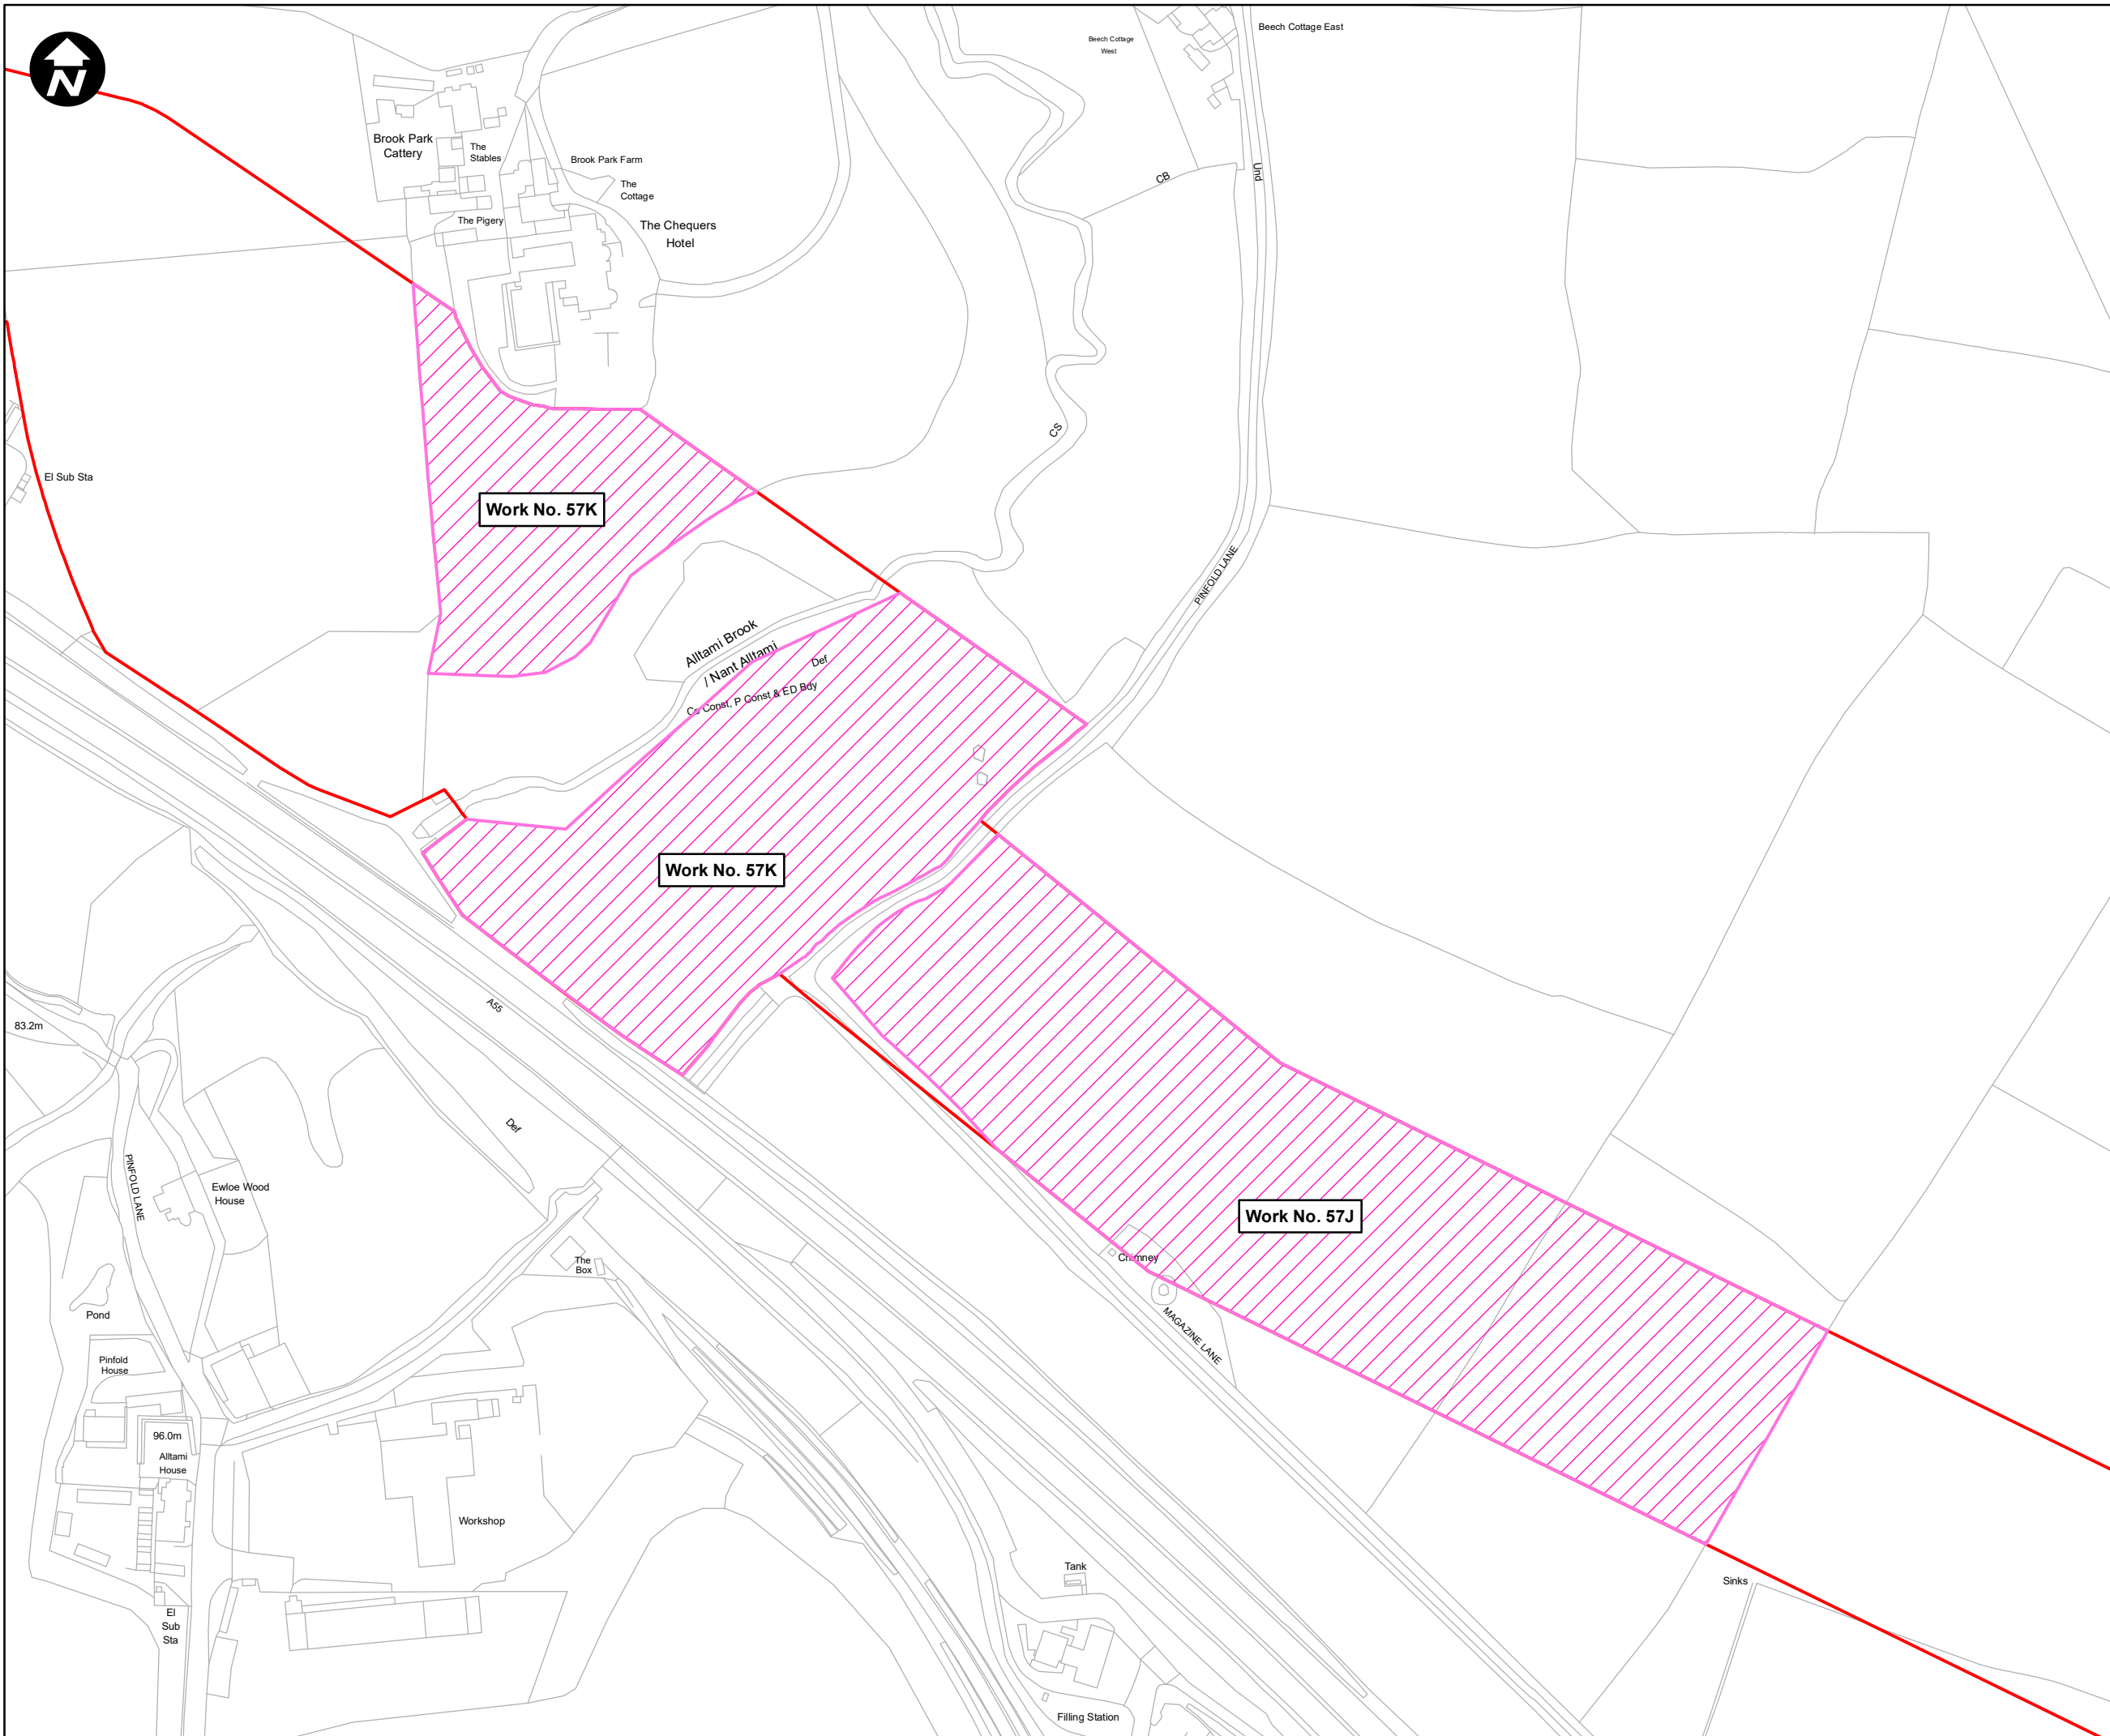 Beech Cottage East
Beech Cottage
West
N
Brook Park
Cattery
The
Stables
Brook Park Farm
The
Cottage
CB
Und
The Pigery
The Chequers
Hotel
CS
El Sub Sta
Work No. 57K
PINFOLD LANE
Alltami Brook
/ Nant Alltami
Def
Co Const, P Const & ED Bdy
Work No. 57K
A55
83.2m
Def
PINFOLD LANE
Ewloe Wood
House
Work No. 57J
Chimney
The
Box
MAGAZINE LANE
Pond
Pinfold
House
96.0m
Alltami
House
Workshop
Tank
Sinks
El
Sub
Sta
Filling Station